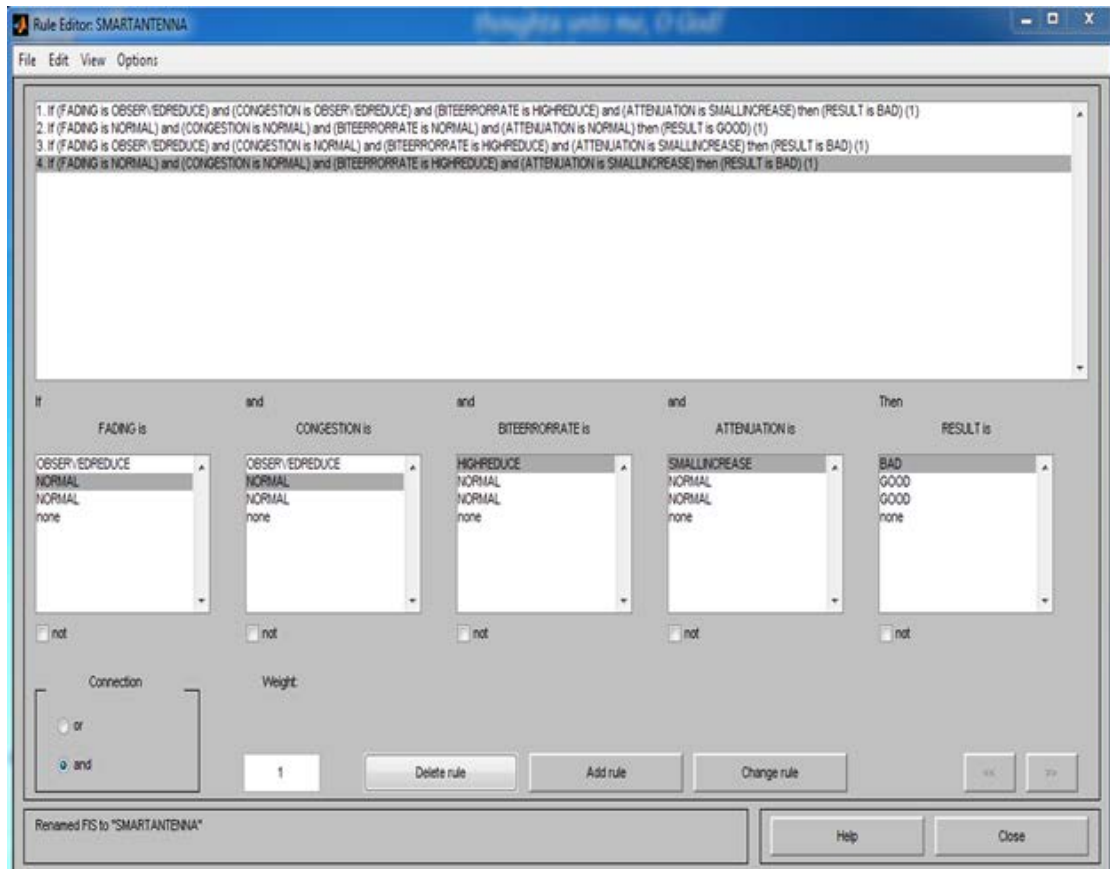 thoughts unto me, O God!
Rule Editor: SMARTANTENNA
File Edit View Options
1. If (FADING is OBSERVEDREDUCE) and (CONGESTION is OBSERVEDREDUCE) and (BITEERRORRATE is HIGHREDUCE) and (ATTENUATION is SMALLINCREASE) then (RESULT is BAD) (1)
2. If (FADING is NORMAL) and (CONGESTION is NORMAL) and (BITEERRORRATE is NORMAL) and (ATTENUATION is NORMAL) then (RESULT is GOOD) (1)
3. If (FADING is OBSERVEDREDUCE) and (CONGESTION is NORMAL) and (BITEERRORRATE is HIGHREDUCE) and (ATTENUATION is SMALLINCREASE) then (RESULT is BAD) (1)
4. If (FADING is NORMAL) and (CONGESTION is NORMAL) and (BITEERRORRATE is HIGHREDUCE) and (ATTENUATION is SMALLINCREASE) then (RESULT is BAD) (1)
If and and and Then
FADING is CONGESTION is BITEERRORRATE is ATTENUATION is RESULT is
OBSERVEDREDUCE OBSERVEDREDUCE HIGHREDUCE SMALLINCREASE BAD
NORMAL NORMAL NORMAL NORMAL GOOD
NORMAL NORMAL NORMAL NORMAL GOOD
none none none none none
not not not not not
Connection Weight:
or
and 1 Delete rule Add rule Change rule << >>
Renamed FIS to "SMARTANTENNA" Help Close